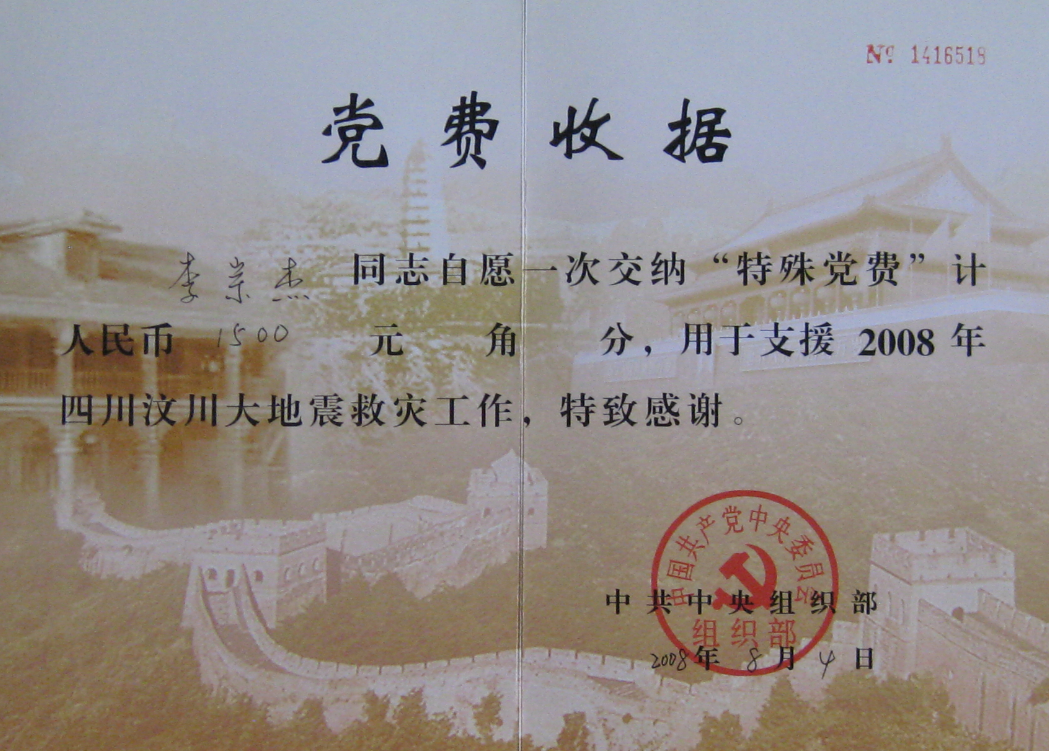 № 1416518
党费收据
李崇杰 同志自愿一次交纳“特殊党费”计
人民币 1500 元 角 分，用于支援 2008 年
四川汶川大地震救灾工作，特致感谢。
中国共产党中央委员会
组织部
中共中央组织部
2008年 8 月 4 日